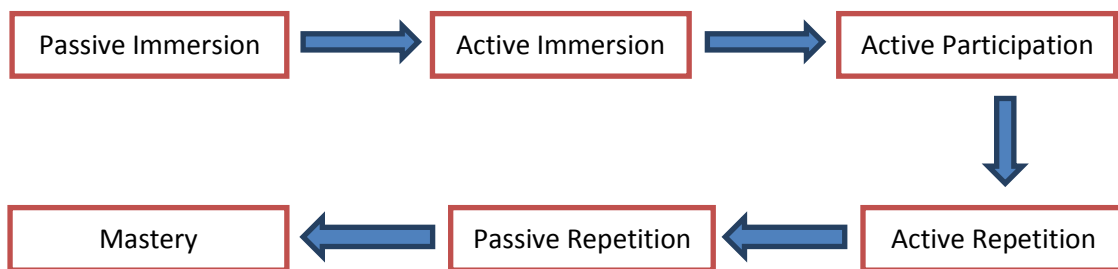 Passive Immersion
Active Immersion
Active Participation
Active Repetition
Passive Repetition
Mastery